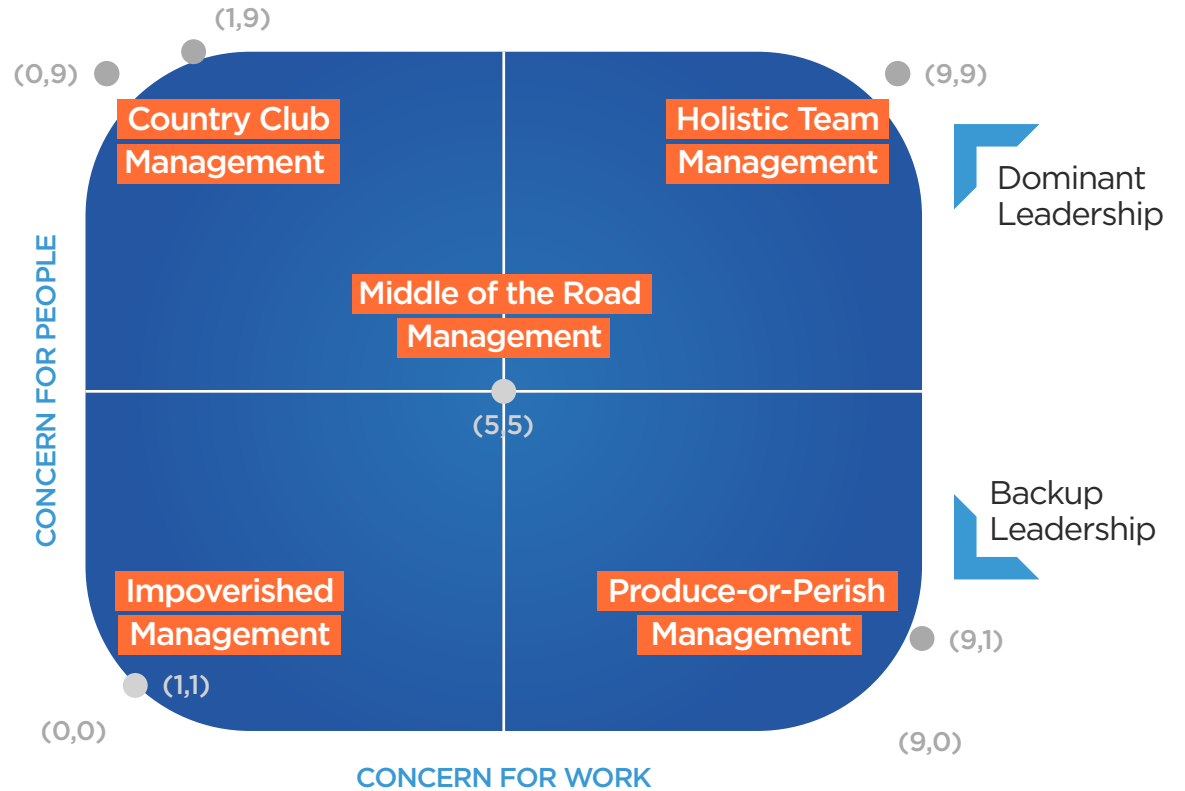 (1,9)
(0,9)
(9,9)
Country Club
Management
Holistic Team
Management
Dominant
Leadership
CONCERN FOR PEOPLE
Middle of the Road
Management
(5,5)
Backup
Leadership
Impoverished
Management
Produce-or-Perish
Management
(9,1)
(1,1)
(0,0)
(9,0)
CONCERN FOR WORK